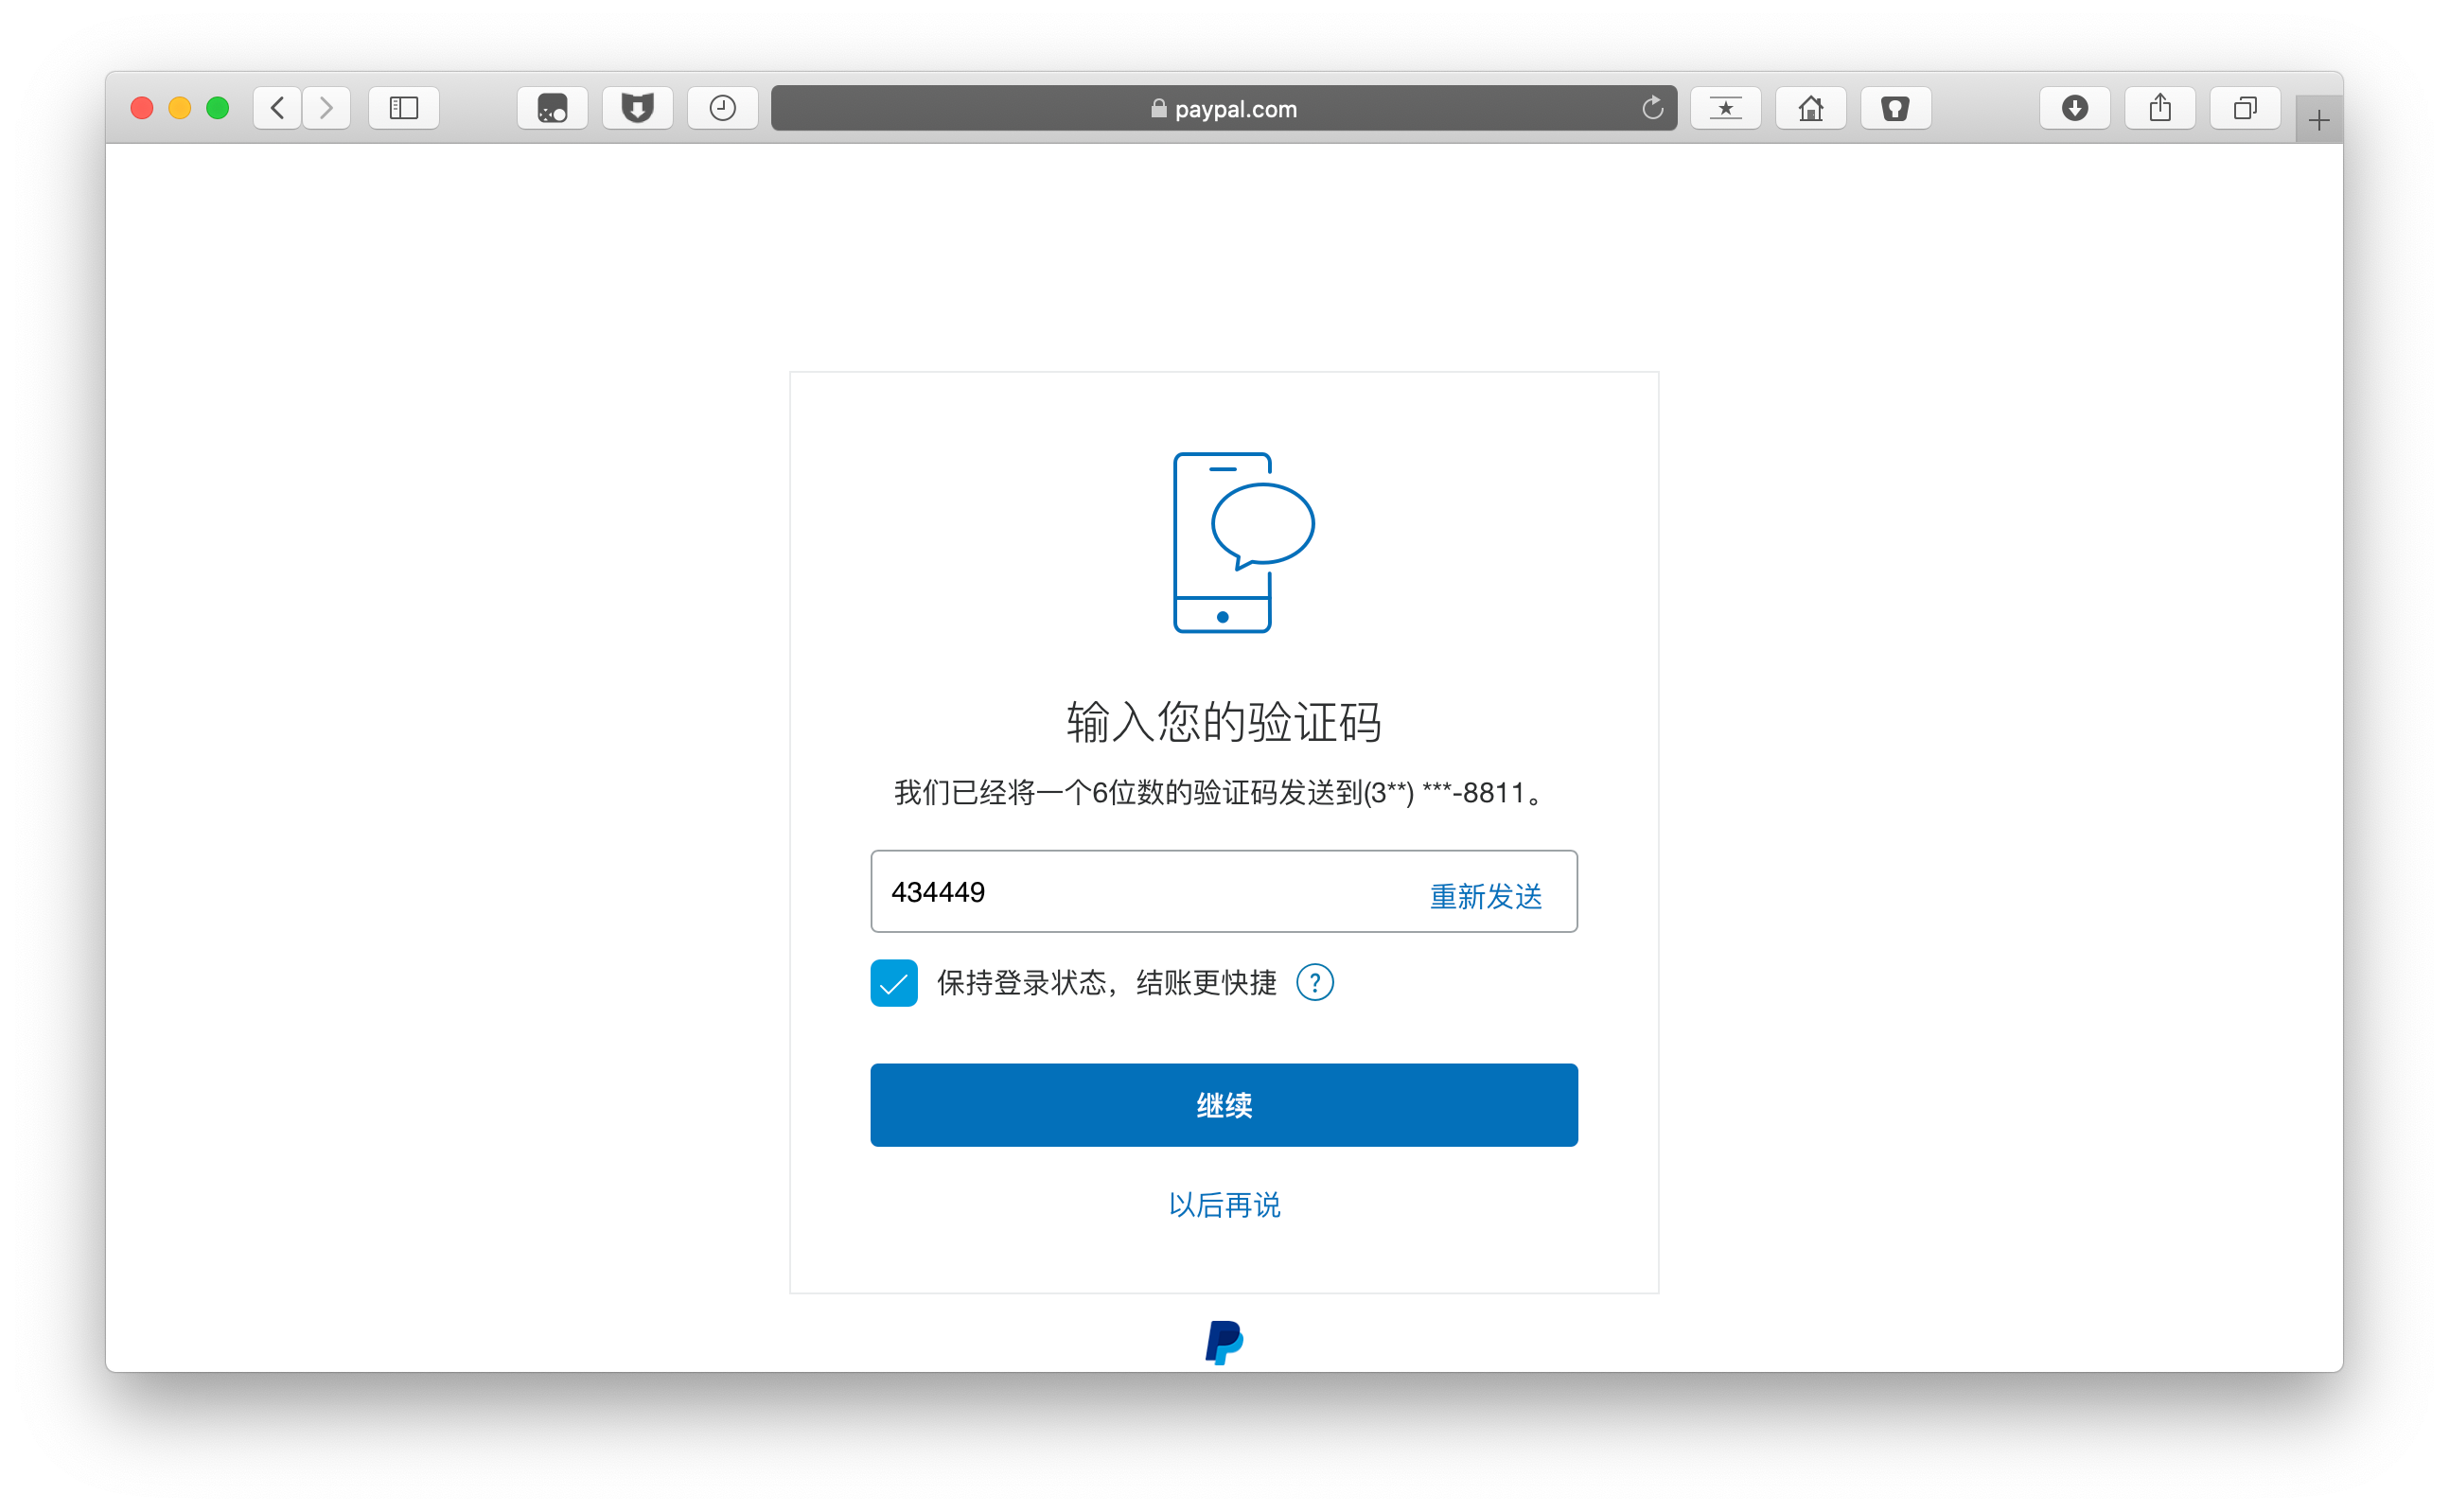 paypal.com
输入您的验证码
我们已经将一个6位数的验证码发送到(3**) ***-8811。
434449 重新发送
保持登录状态，结账更快捷 ?
继续
以后再说